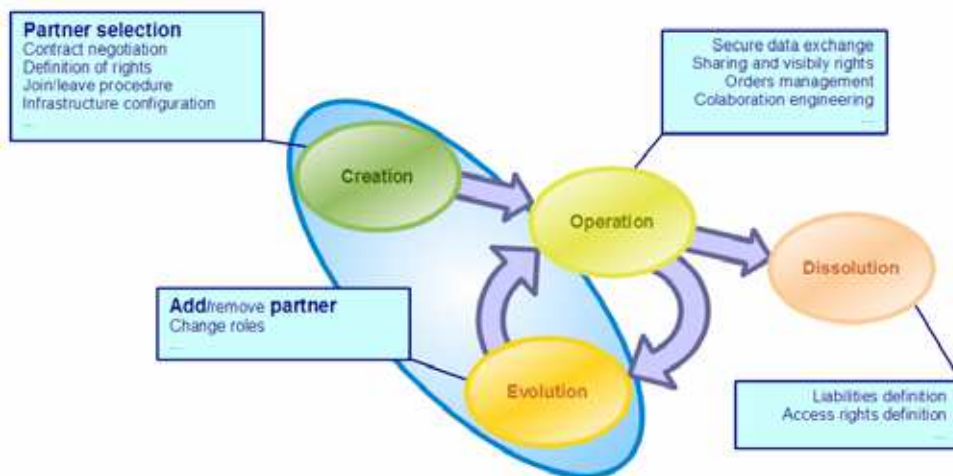 Partner selection
Contract negotiation
Definition of rights
Join/leave procedure
Infrastructure configuration
...
Secure data exchange
Sharing and visibily rights
Orders management
Colaboration engineering
...
Creation
Operation
Dissolution
Add/remove partner
Change roles
...
Evolution
Liabilities definition
Access rights definition
...